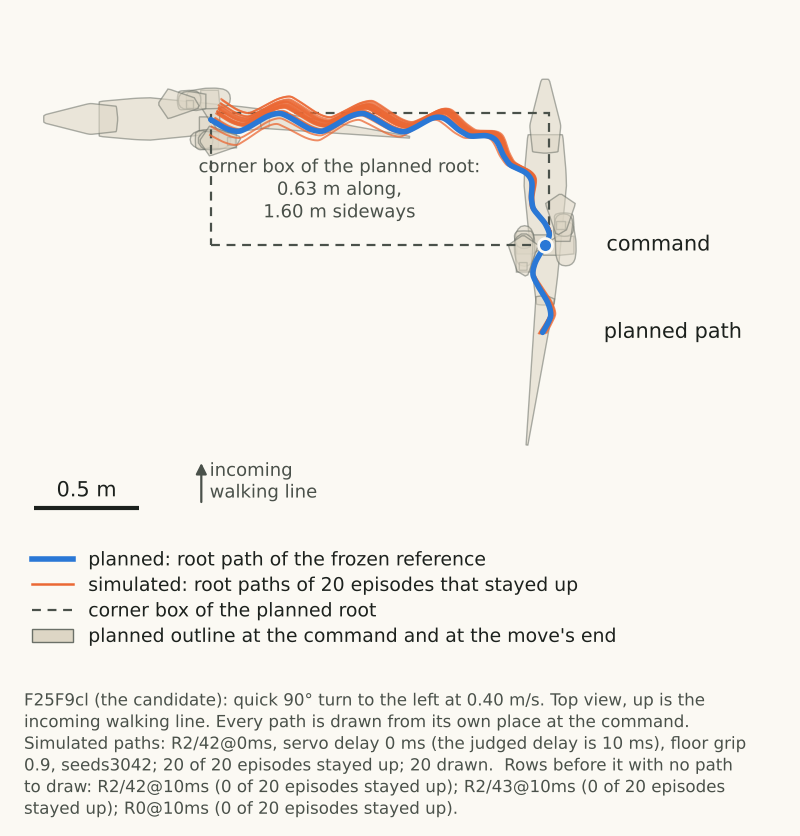 corner box of the planned root:
0.63 m along,
1.60 m sideways
command
planned path
0.5 m
incoming
walking line
planned: root path of the frozen reference
simulated: root paths of 20 episodes that stayed up
corner box of the planned root
planned outline at the command and at the move's end
F25F9cl (the candidate): quick 90° turn to the left at 0.40 m/s. Top view, up is the
incoming walking line. Every path is drawn from its own place at the command.
Simulated paths: R2/42@0ms, servo delay 0 ms (the judged delay is 10 ms), floor grip
0.9, seeds3042; 20 of 20 episodes stayed up; 20 drawn.  Rows before it with no path
to draw: R2/42@10ms (0 of 20 episodes stayed up); R2/43@10ms (0 of 20 episodes
stayed up); R0@10ms (0 of 20 episodes stayed up).